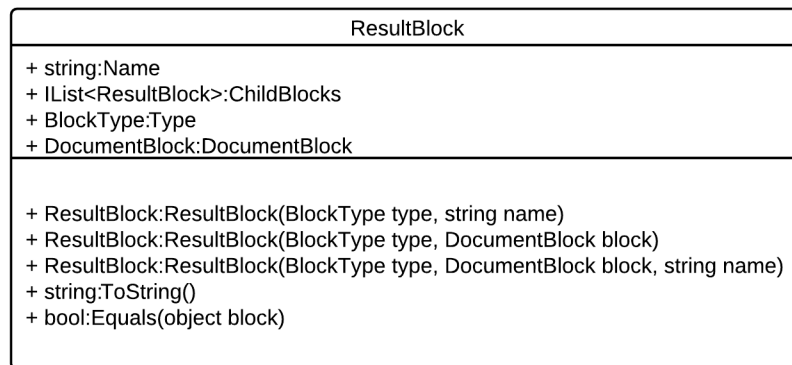 ResultBlock
+ string:Name
+ IList<ResultBlock>:ChildBlocks
+ BlockType:Type
+ DocumentBlock:DocumentBlock
+ ResultBlock:ResultBlock(BlockType type, string name)
+ ResultBlock:ResultBlock(BlockType type, DocumentBlock block)
+ ResultBlock:ResultBlock(BlockType type, DocumentBlock block, string name)
+ string:ToString()
+ bool:Equals(object block)